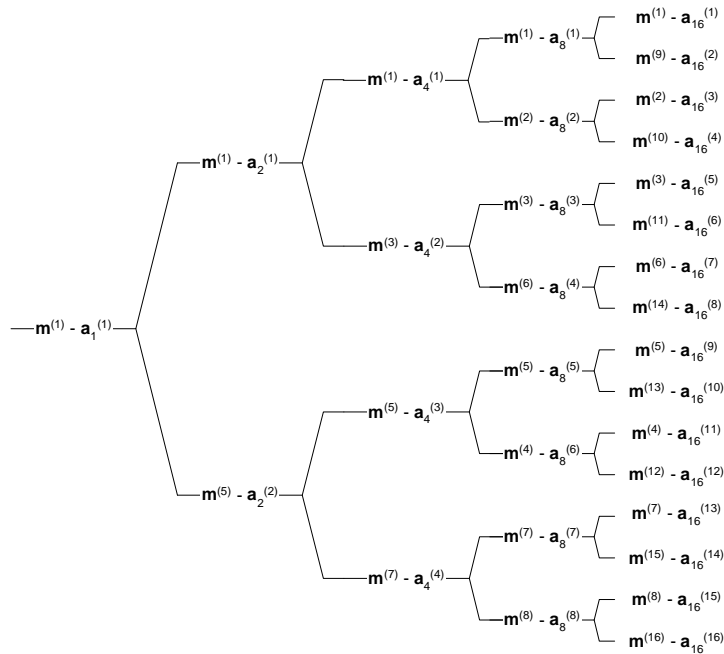 m⁽¹⁾ - a₁⁽¹⁾
m⁽¹⁾ - a₂⁽¹⁾
m⁽⁵⁾ - a₂⁽²⁾
m⁽¹⁾ - a₄⁽¹⁾
m⁽³⁾ - a₄⁽²⁾
m⁽⁵⁾ - a₄⁽³⁾
m⁽⁷⁾ - a₄⁽⁴⁾
m⁽¹⁾ - a₈⁽¹⁾
m⁽²⁾ - a₈⁽²⁾
m⁽³⁾ - a₈⁽³⁾
m⁽⁶⁾ - a₈⁽⁴⁾
m⁽⁵⁾ - a₈⁽⁵⁾
m⁽⁴⁾ - a₈⁽⁶⁾
m⁽⁷⁾ - a₈⁽⁷⁾
m⁽⁸⁾ - a₈⁽⁸⁾
m⁽¹⁾ - a₁₆⁽¹⁾
m⁽⁹⁾ - a₁₆⁽²⁾
m⁽²⁾ - a₁₆⁽³⁾
m⁽¹⁰⁾ - a₁₆⁽⁴⁾
m⁽³⁾ - a₁₆⁽⁵⁾
m⁽¹¹⁾ - a₁₆⁽⁶⁾
m⁽⁶⁾ - a₁₆⁽⁷⁾
m⁽¹⁴⁾ - a₁₆⁽⁸⁾
m⁽⁵⁾ - a₁₆⁽⁹⁾
m⁽¹³⁾ - a₁₆⁽¹⁰⁾
m⁽⁴⁾ - a₁₆⁽¹¹⁾
m⁽¹²⁾ - a₁₆⁽¹²⁾
m⁽⁷⁾ - a₁₆⁽¹³⁾
m⁽¹⁵⁾ - a₁₆⁽¹⁴⁾
m⁽⁸⁾ - a₁₆⁽¹⁵⁾
m⁽¹⁶⁾ - a₁₆⁽¹⁶⁾